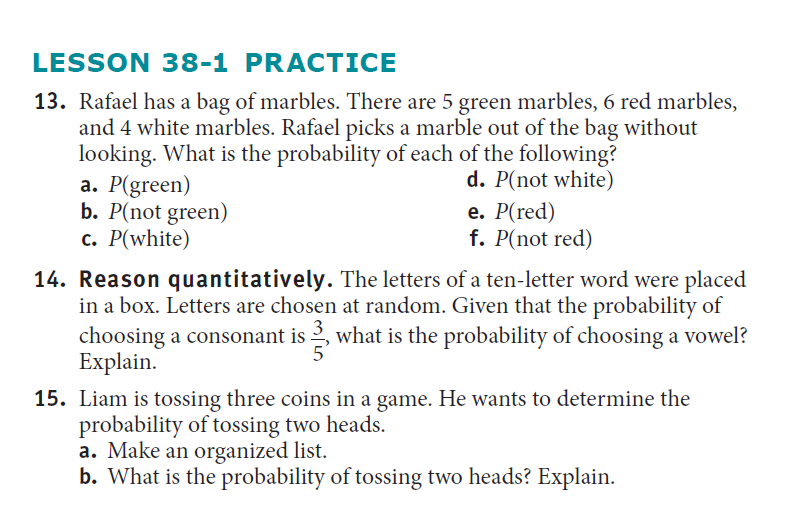 LESSON 38-1 PRACTICE
13. Rafael has a bag of marbles. There are 5 green marbles, 6 red marbles,
and 4 white marbles. Rafael picks a marble out of the bag without
looking. What is the probability of each of the following?
a. P(green)
b. P(not green)
c. P(white)
d. P(not white)
e. P(red)
f. P(not red)
14. Reason quantitatively. The letters of a ten-letter word were placed
in a box. Letters are chosen at random. Given that the probability of
choosing a consonant is 3/5, what is the probability of choosing a vowel?
Explain.
15. Liam is tossing three coins in a game. He wants to determine the
probability of tossing two heads.
a. Make an organized list.
b. What is the probability of tossing two heads? Explain.